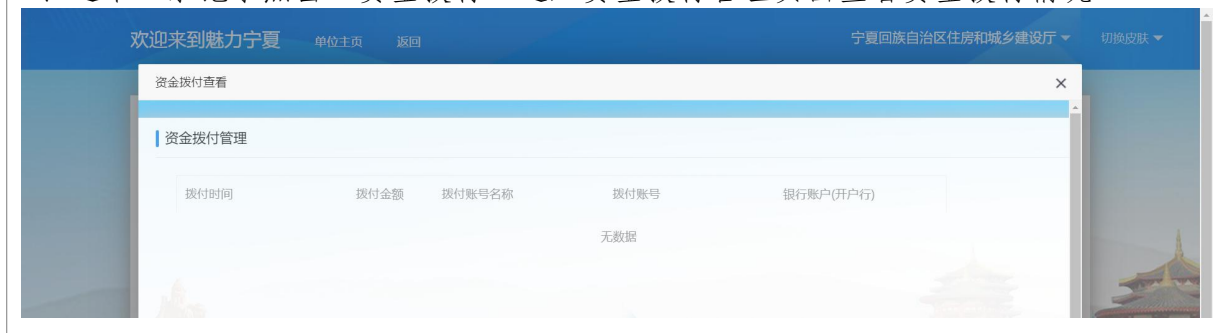 欢迎来到魅力宁夏 单位主页 返回 宁夏回族自治区住房和城乡建设厅 切换皮肤
资金拨付查看
资金拨付管理
拨付时间 拨付金额 拨付账号名称 拨付账号 银行账户(开户行)
无数据